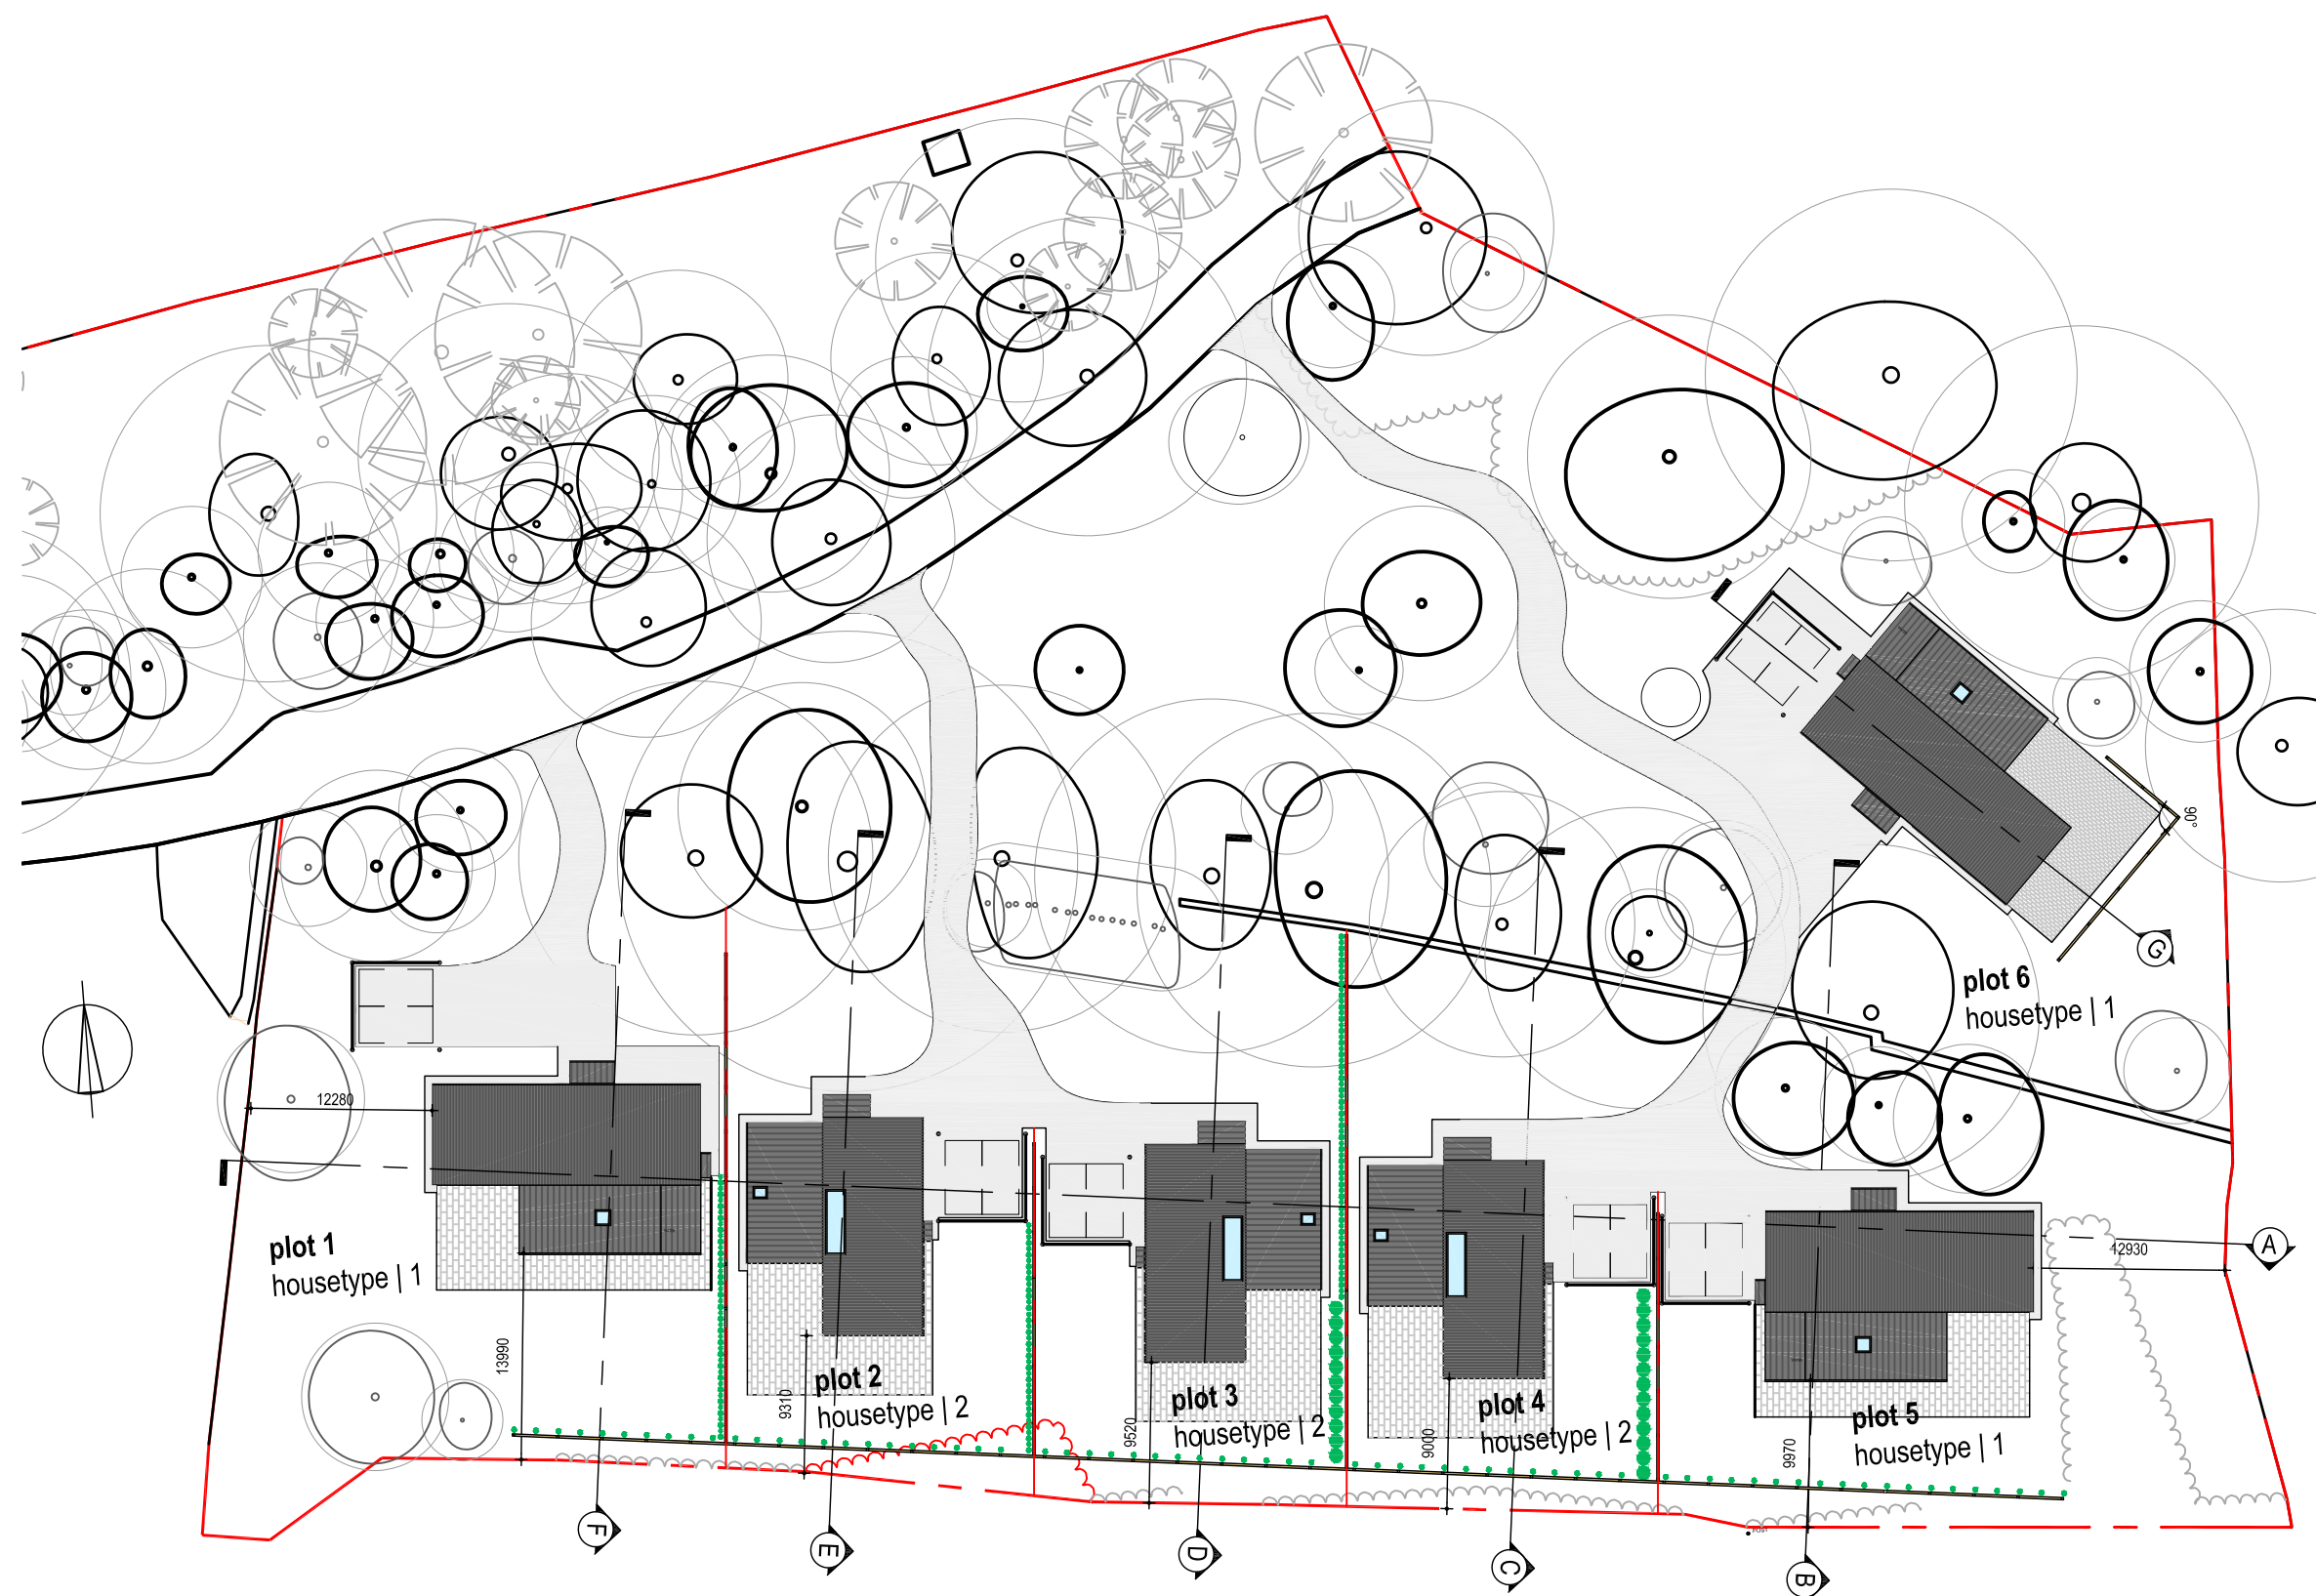 90°
G
plot 6
housetype | 1
12280
plot 1
housetype | 1
A
12930
13990
9310
plot 2
housetype | 2
9520
plot 3
housetype | 2
9000
plot 4
housetype | 2
9970
plot 5
housetype | 1
F
E
D
C
B